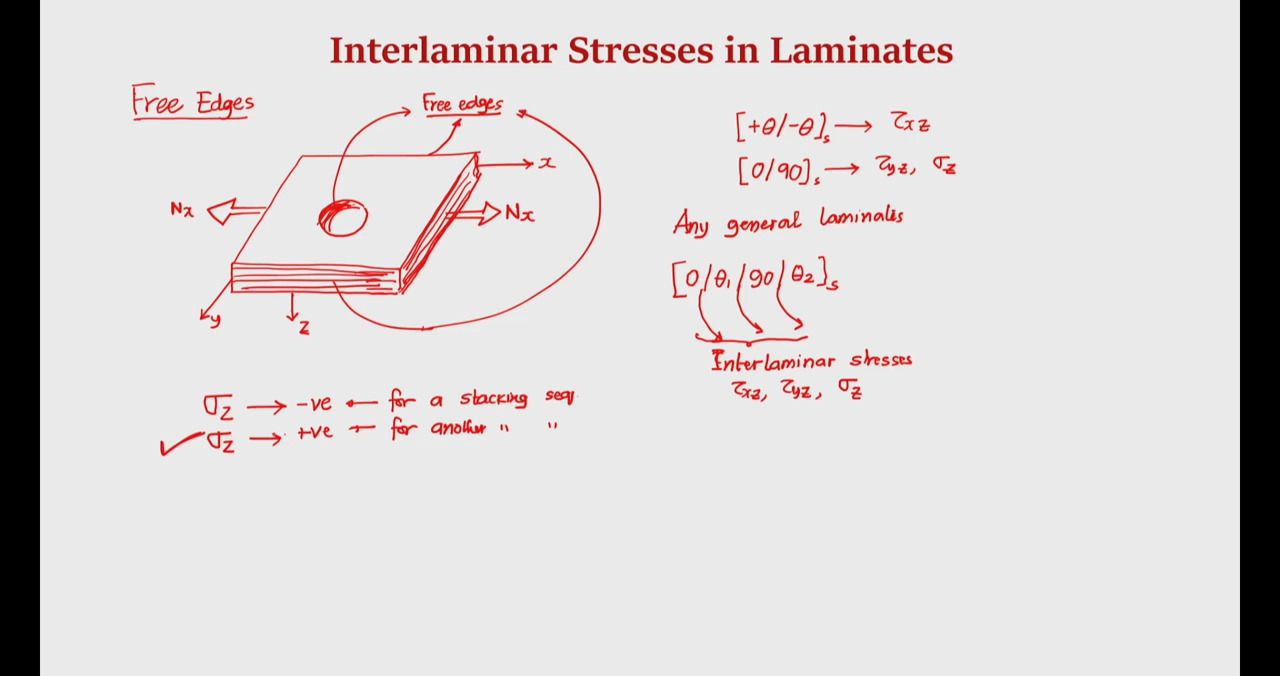 Interlaminar Stresses in Laminates
Free Edges
Free edges
x
Nx
Nx
y
z
σz → -ve ← for a stacking seq.
✓ σz → +ve ← for another " "
[+θ/-θ]s → τxz
[0/90]s → τyz, σz
Any general laminates
[0/θ1/90/θ2]s
Interlaminar stresses
τxz, τyz, σz